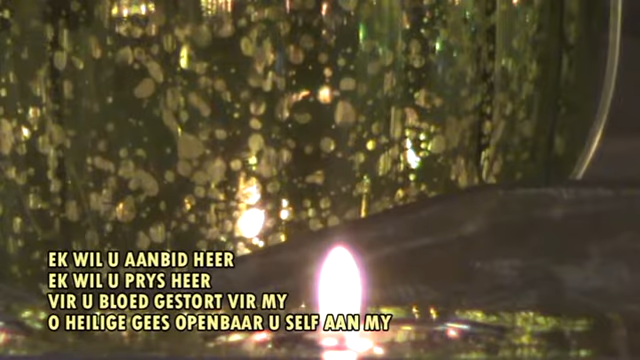 EK WIL U AANBID HEER
EK WIL U PRYS HEER
VIR U BLOED GESTORT VIR MY
O HEILIGE GEES OPENBAAR U SELF AAN MY